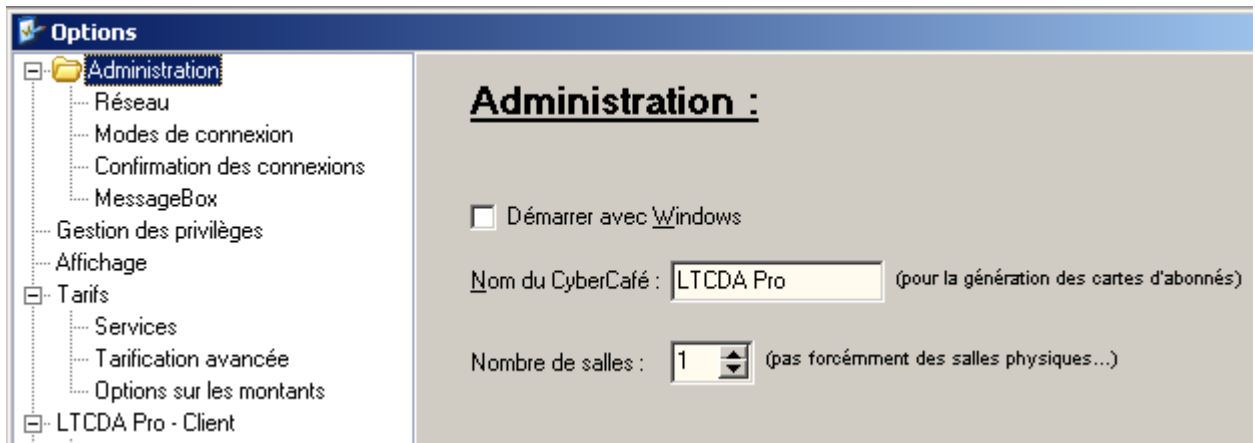 Options
Administration
Réseau
Modes de connexion
Confirmation des connexions
MessageBox
Gestion des privilèges
Affichage
Tarifs
Services
Tarification avancée
Options sur les montants
LTCDA Pro - Client
Administration :
Démarrer avec Windows
Nom du CyberCafé : LTCDA Pro (pour la génération des cartes d'abonnés)
Nombre de salles : 1 (pas forcémment des salles physiques...)